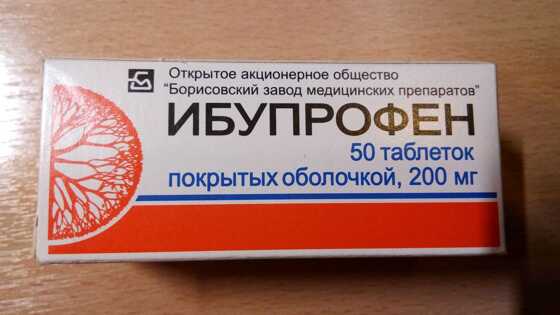 Открытое акционерное общество
"Борисовский завод медицинских препаратов"
ИБУПРОФЕН
50 таблеток
покрытых оболочкой, 200 мг